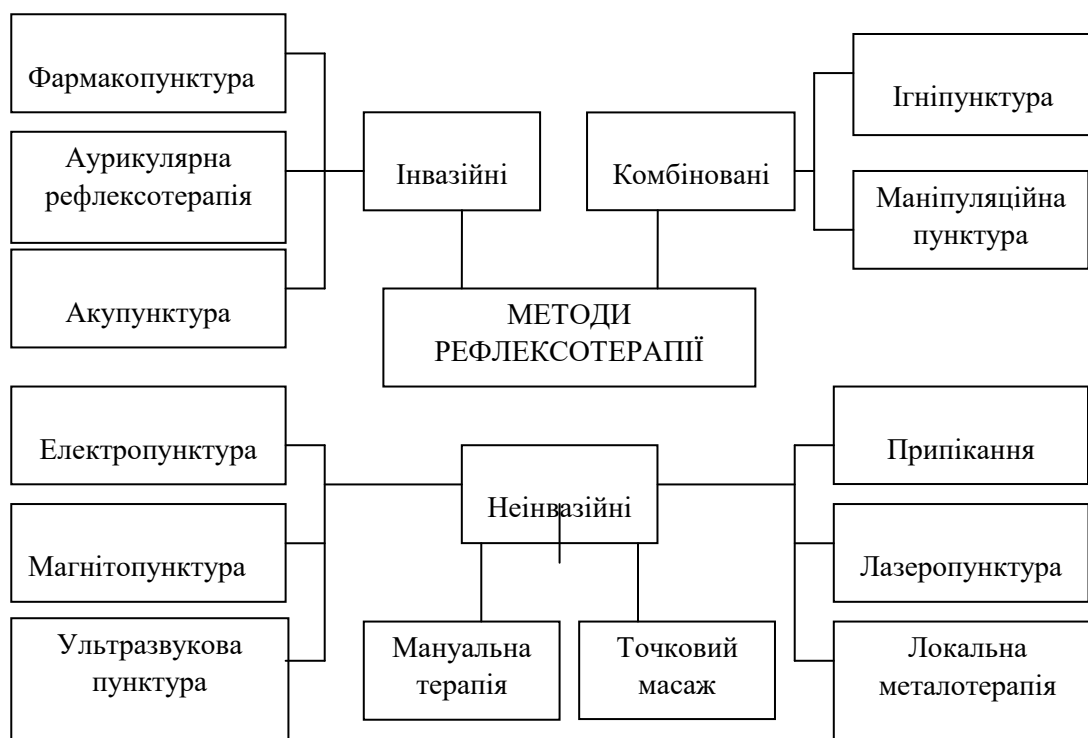 Фармакопунктура
Аурикулярна
рефлексотерапія
Акупунктура
Інвазійні
Комбіновані
Ігніпунктура
Маніпуляційна
пунктура
МЕТОДИ
РЕФЛЕКСОТЕРАПІЇ
Електропунктура
Магнітопунктура
Ультразвукова
пунктура
Неінвазійні
Мануальна
терапія
Точковий
масаж
Припікання
Лазеропунктура
Локальна
металотерапія